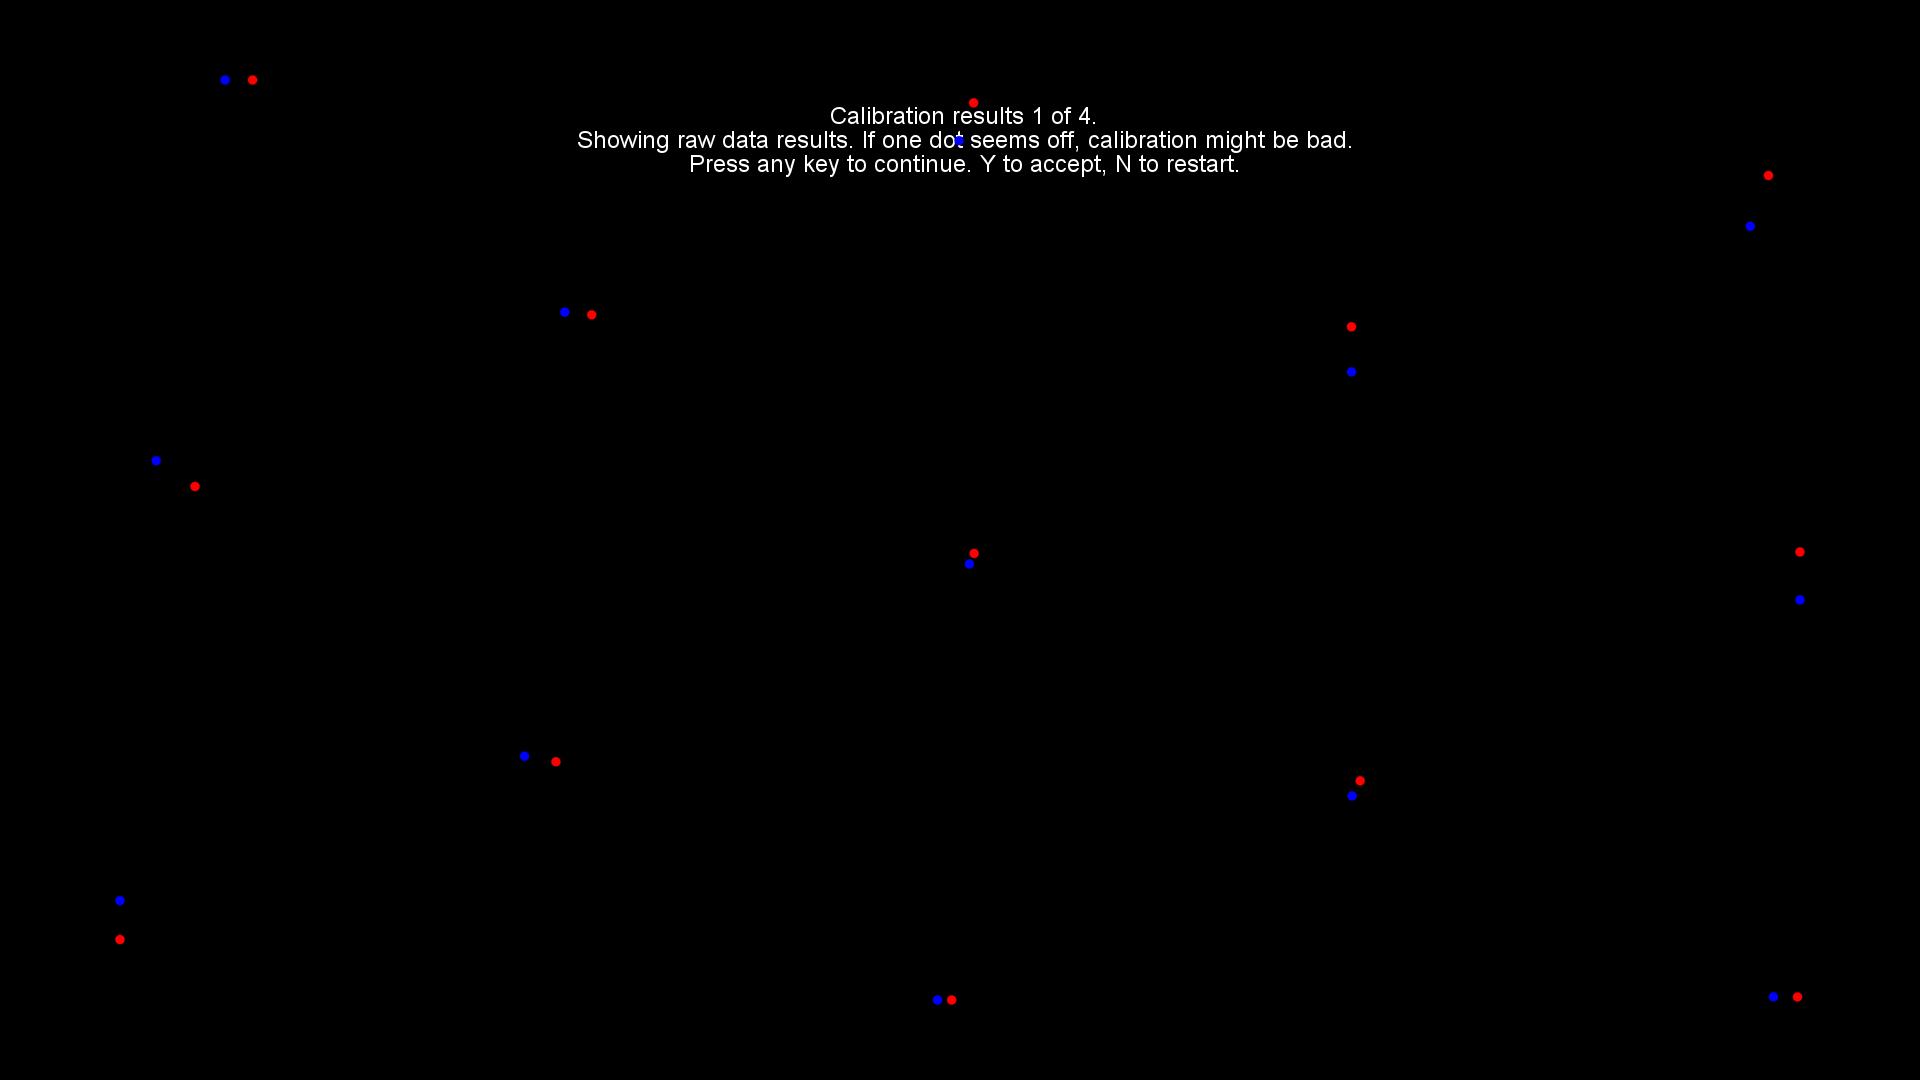 Calibration results 1 of 4.
Showing raw data results. If one dot seems off, calibration might be bad.
Press any key to continue. Y to accept, N to restart.